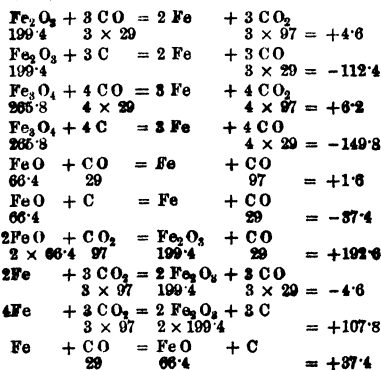 Fe₂O₃ + 3 CO = 2 Fe + 3 CO₂
199·4 3 × 29 3 × 97 = +4·6
Fe₂O₃ + 3 C = 2 Fe + 3 CO
199·4 3 × 29 = −112·4
Fe₃O₄ + 4 CO = 3 Fe + 4 CO₂
265·8 4 × 29 4 × 97 = +6·2
Fe₃O₄ + 4 C = 3 Fe + 4 CO
265·8 4 × 29 = −149·8
FeO + CO = Fe + CO
66·4 29 97 = +1·6
FeO + C = Fe + CO
66·4 29 = −37·4
2FeO + CO₂ = Fe₂O₃ + CO
2 × 66·4 97 199·4 29 = +192·6
2Fe + 3 CO₂ = 2 Fe₂O₃ + 3 CO
3 × 97 199·4 3 × 29 = −4·6
4Fe + 3 CO₂ = 2 Fe₂O₃ + 3 C
3 × 97 2 × 199·4 = +107·8
Fe + CO = FeO + C
29 66·4 = +37·4